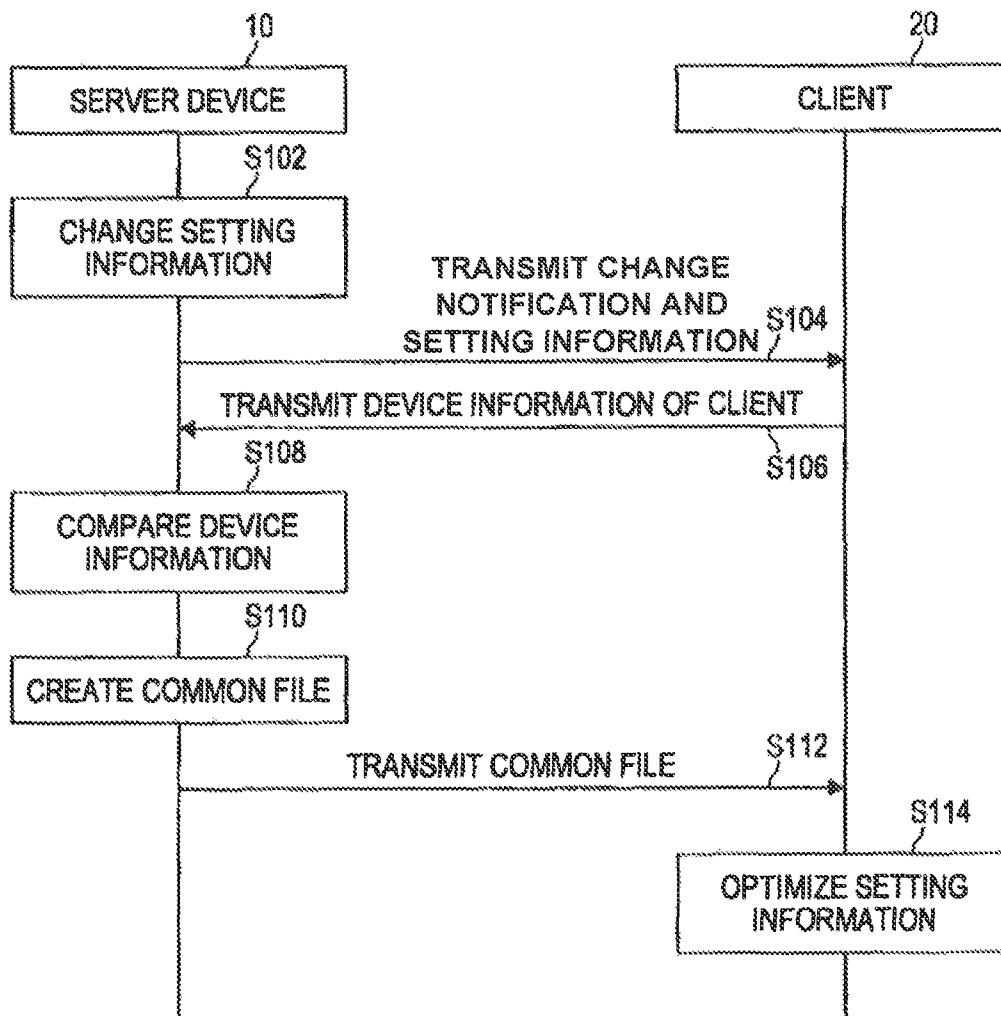 10
20
SERVER DEVICE
CLIENT
S102
CHANGE SETTING
INFORMATION
TRANSMIT CHANGE
NOTIFICATION AND
SETTING INFORMATION
S104
TRANSMIT DEVICE INFORMATION OF CLIENT
S106
S108
COMPARE DEVICE
INFORMATION
S110
CREATE COMMON FILE
TRANSMIT COMMON FILE
S112
S114
OPTIMIZE SETTING
INFORMATION